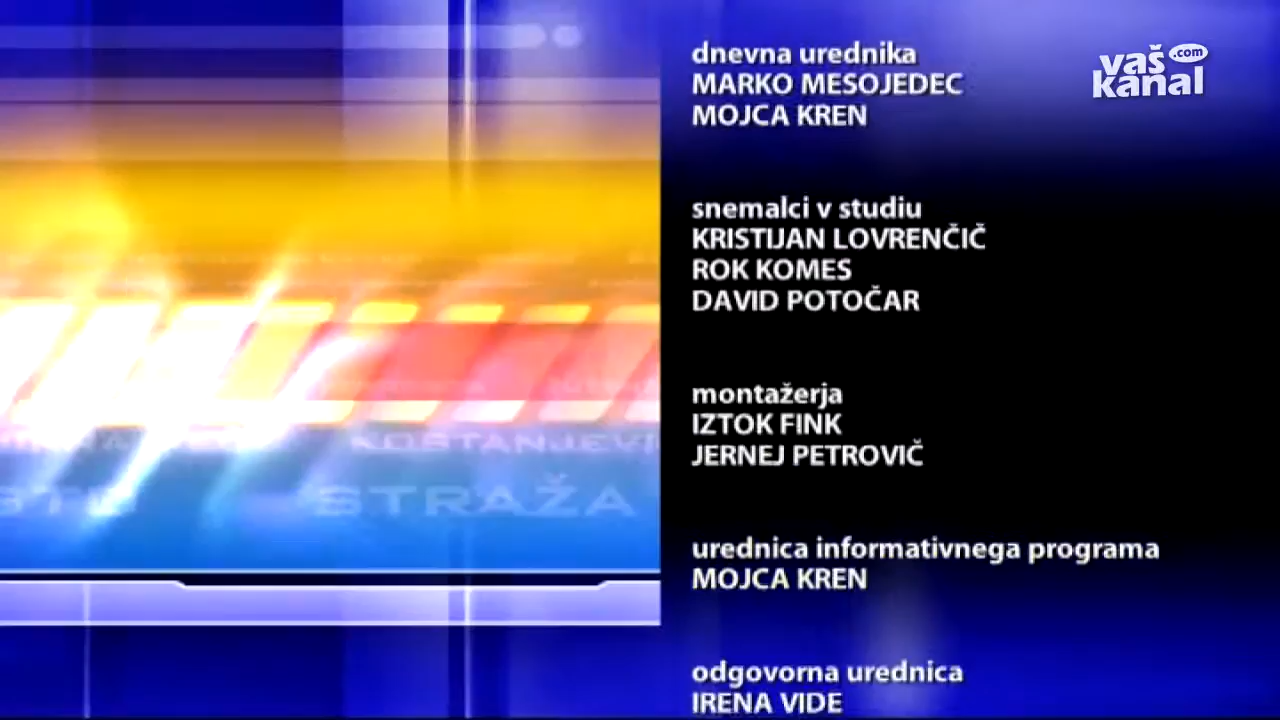 dnevna urednika
MARKO MESOJEDEC
MOJCA KREN
vaš
.com
kanal
snemalci v studiu
KRISTIJAN LOVRENČIČ
ROK KOMES
DAVID POTOČAR
montažerja
IZTOK FINK
JERNEJ PETROVIČ
STRAŽA
urednica informativnega programa
MOJCA KREN
odgovorna urednica
IRENA VIDE